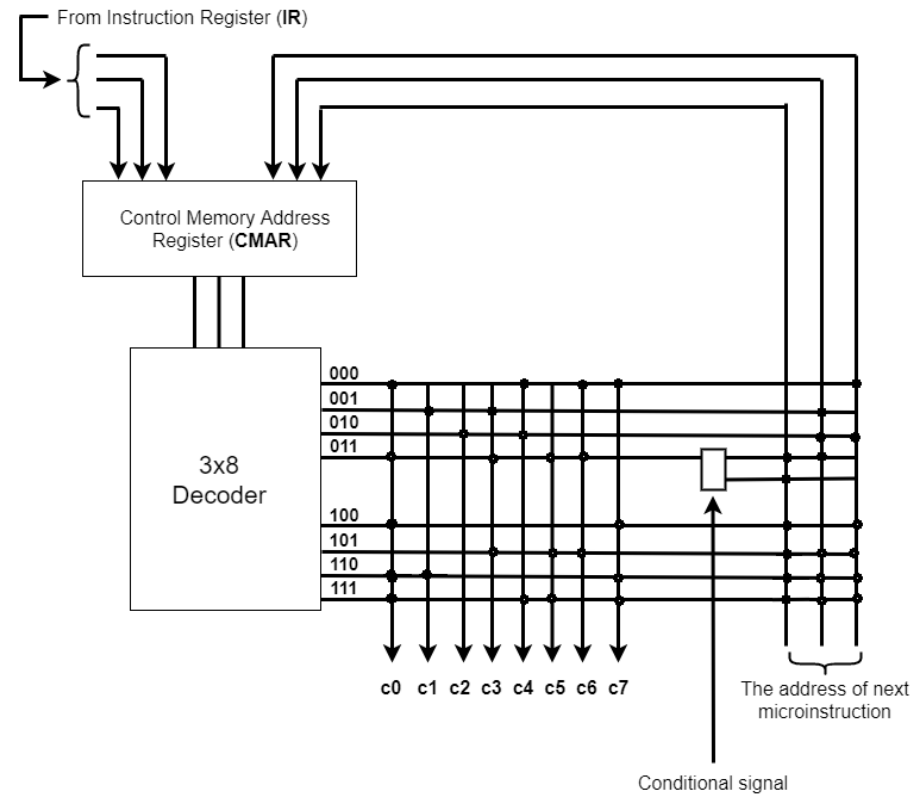 From Instruction Register (IR)
Control Memory Address
Register (CMAR)
000
001
010
011
3x8
Decoder
100
101
110
111
c0 c1 c2 c3 c4 c5 c6 c7
The address of next
microinstruction
Conditional signal